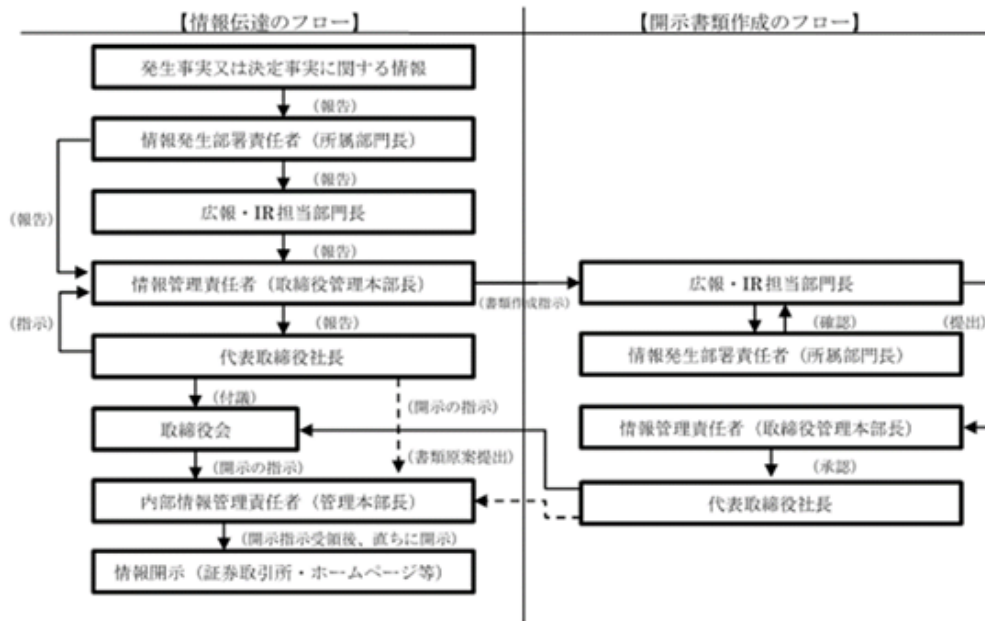 【情報伝達のフロー】
【開示書類作成のフロー】
発生事実又は決定事実に関する情報
(報告)
情報発生部署責任者（所属部門長）
(報告)
(報告)
広報・IR担当部門長
(報告)
情報管理責任者（取締役管理本部長）
(書類作成指示)
広報・IR担当部門長
(指示)
(報告)
(確認)
(提出)
代表取締役社長
情報発生部署責任者（所属部門長）
(付議)
(開示の指示)
取締役会
情報管理責任者（取締役管理本部長）
(開示の指示)
(書類原案提出)
(承認)
内部情報管理責任者（管理本部長）
代表取締役社長
(開示指示受領後、直ちに開示)
情報開示（証券取引所・ホームページ等）